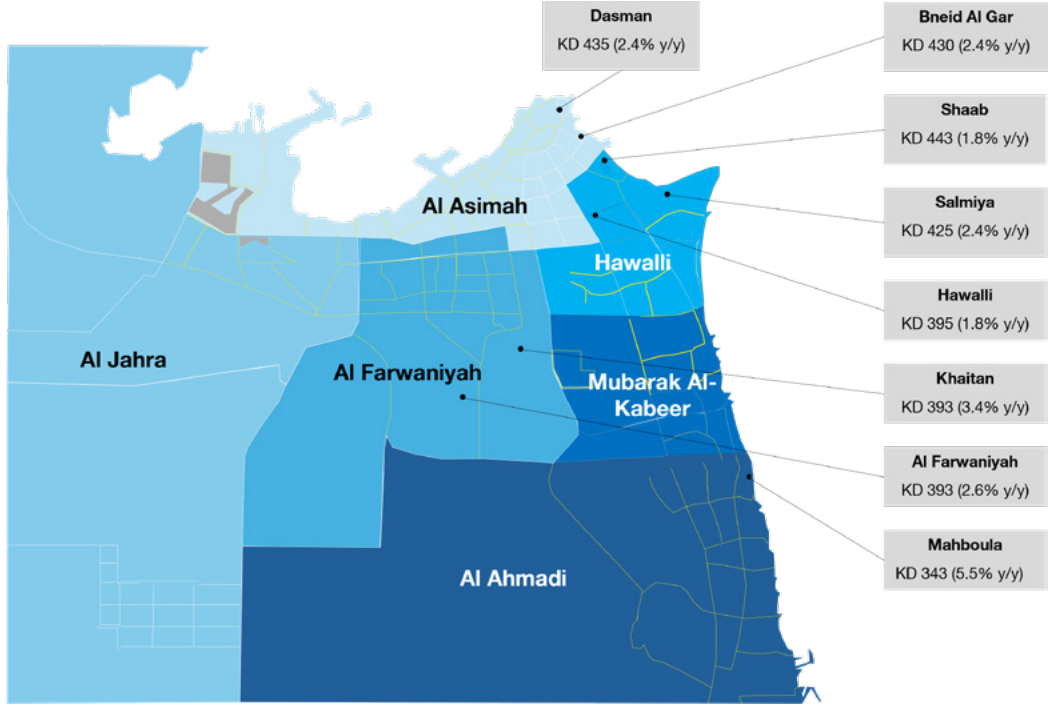 Dasman
KD 435 (2.4% y/y)
Bneid Al Gar
KD 430 (2.4% y/y)
Shaab
KD 443 (1.8% y/y)
Salmiya
KD 425 (2.4% y/y)
Hawalli
KD 395 (1.8% y/y)
Khaitan
KD 393 (3.4% y/y)
Al Farwaniyah
KD 393 (2.6% y/y)
Mahboula
KD 343 (5.5% y/y)
Al Asimah
Hawalli
Al Jahra
Al Farwaniyah
Mubarak Al-
Kabeer
Al Ahmadi